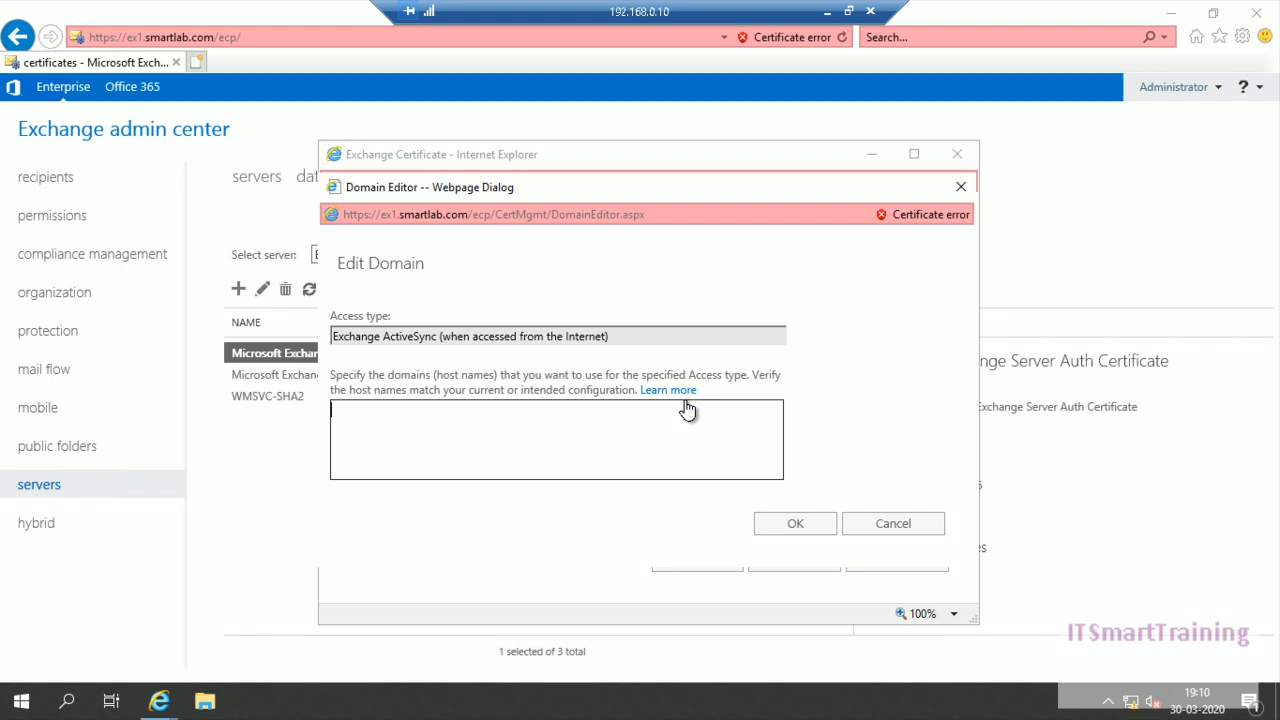 192.168.0.10
https://ex1.smartlab.com/ecp/
Certificate error
Search...
certificates - Microsoft Exch...
Enterprise
Office 365
Administrator
?
Exchange admin center
recipients
permissions
compliance management
organization
protection
mail flow
mobile
public folders
servers
hybrid
servers
dat
Select server:
E
NAME
Microsoft Exchan
Microsoft Exchang
WMSVC-SHA2
Exchange Certificate - Internet Explorer
Domain Editor -- Webpage Dialog
https://ex1.smartlab.com/ecp/CertMgmt/DomainEditor.aspx
Certificate error
Edit Domain
Access type:
Exchange ActiveSync (when accessed from the Internet)
Specify the domains (host names) that you want to use for the specified Access type. Verify
the host names match your current or intended configuration. Learn more
OK
Cancel
100%
nge Server Auth Certificate
Exchange Server Auth Certificate
es
1 selected of 3 total
ITSmartTraining
19:10
30-03-2020
1